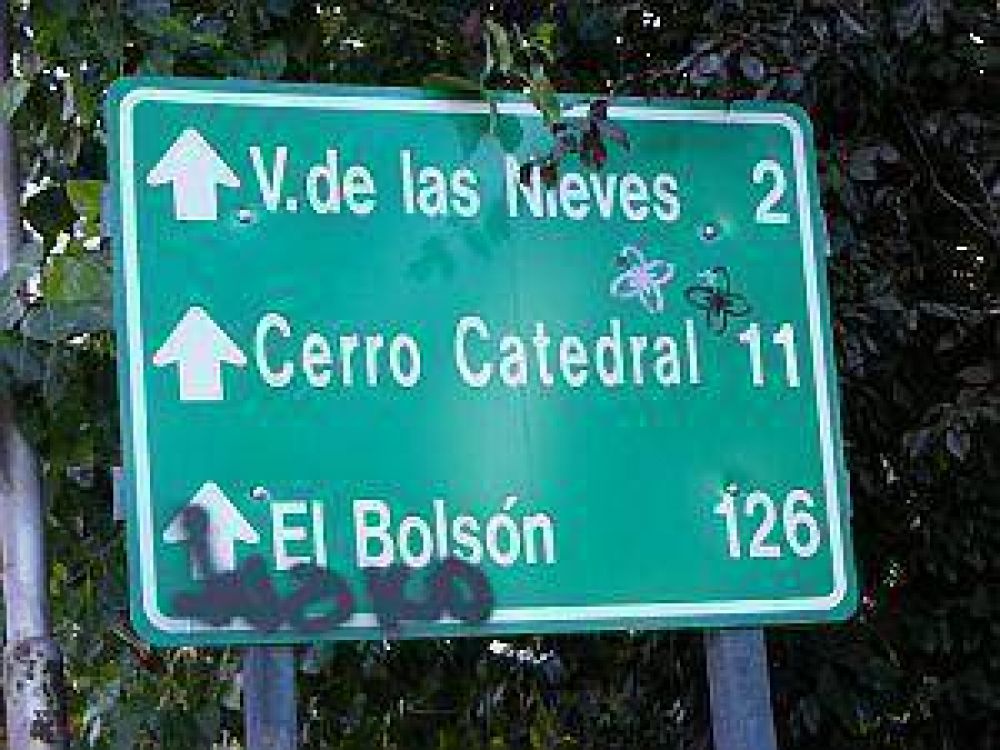 V. de las Nieves 2
Cerro Catedral 11
El Bolsón 126